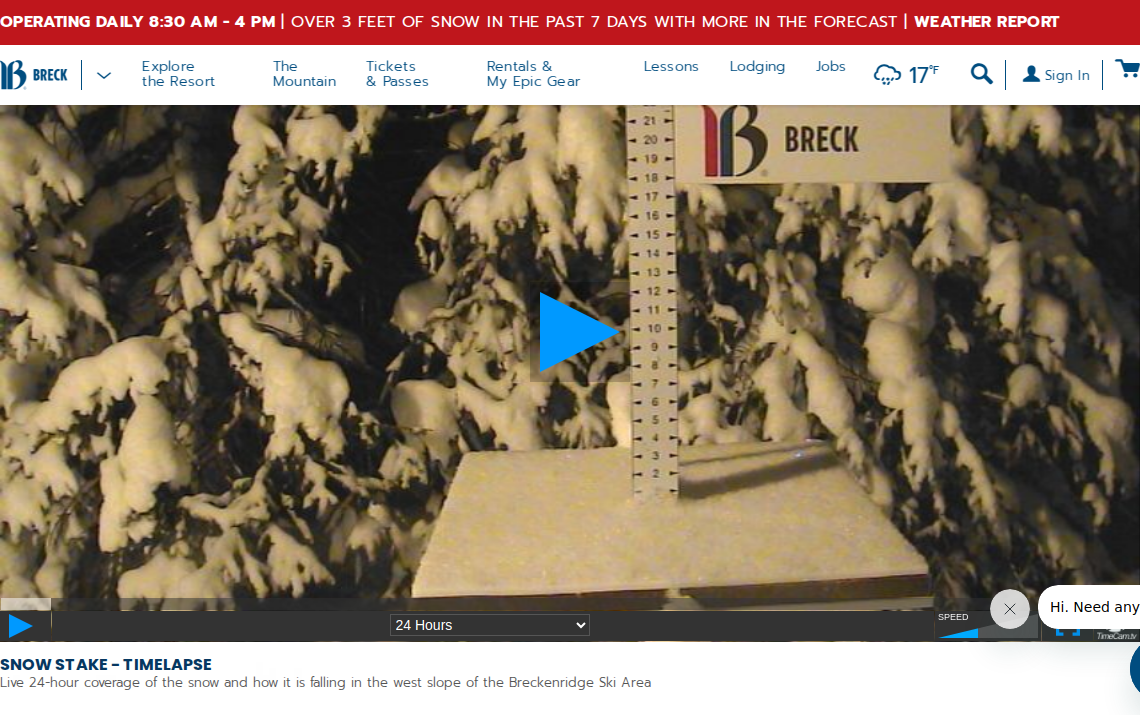 OPERATING DAILY 8:30 AM - 4 PM | OVER 3 FEET OF SNOW IN THE PAST 7 DAYS WITH MORE IN THE FORECAST | WEATHER REPORT
BRECK
Explore
the Resort
The
Mountain
Tickets
& Passes
Rentals &
My Epic Gear
Lessons
Lodging
Jobs
17°F
Sign In
21
20
19
18
17
16
15
14
13
12
11
10
9
8
7
6
5
4
3
2
BRECK
24 Hours
SPEED
Hi. Need any
TimeCam.tv
SNOW STAKE - TIMELAPSE
Live 24-hour coverage of the snow and how it is falling in the west slope of the Breckenridge Ski Area